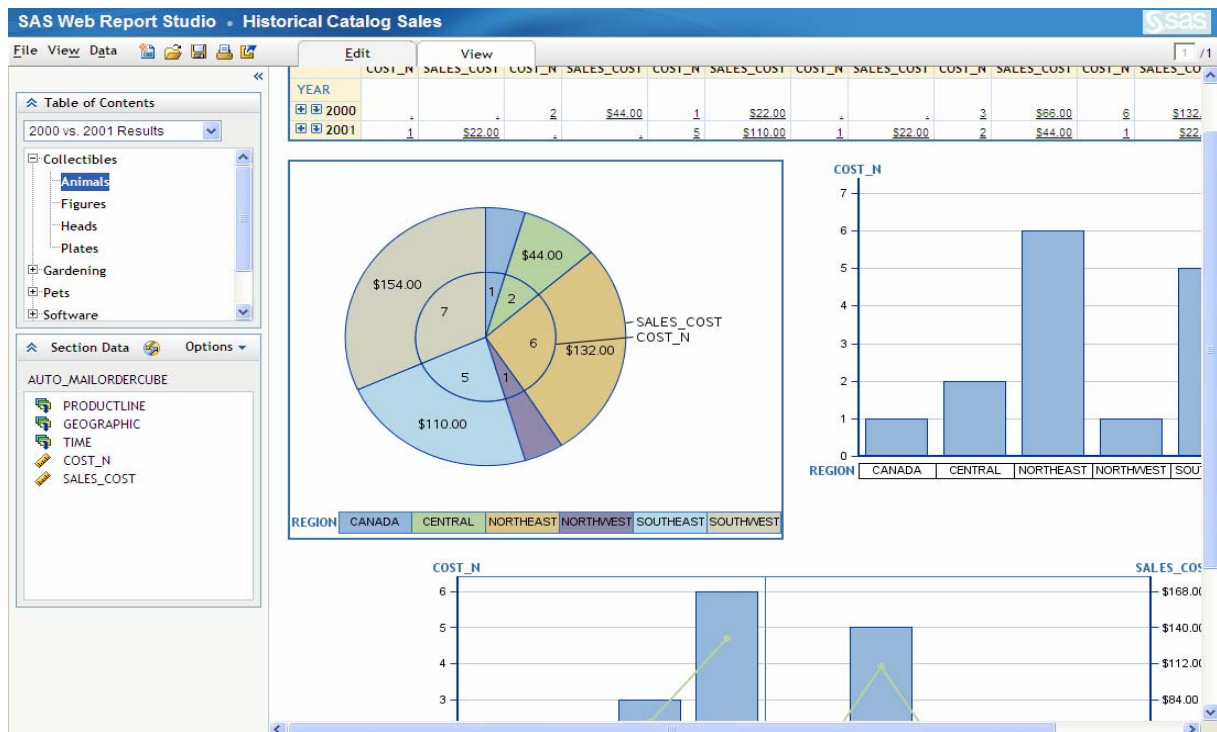 SAS Web Report Studio • Historical Catalog Sales
sas
File View Data
Edit
View
1 /1
«
Table of Contents
2000 vs. 2001 Results
Collectibles
Animals
Figures
Heads
Plates
Gardening
Pets
Software
Section Data Options
AUTO_MAILORDERCUBE
PRODUCTLINE
GEOGRAPHIC
TIME
COST_N
SALES_COST
COST_N SALES_COST COST_N SALES_COST COST_N SALES_COST COST_N SALES_COST COST_N SALES_COST COST_N SALES_CO
YEAR
2000 . . 2 $44.00 1 $22.00 . . 3 $66.00 6 $132.
2001 1 $22.00 . . 5 $110.00 1 $22.00 2 $44.00 1 $22.
$44.00
$154.00
1
2
7
SALES_COST
COST_N
6
$132.00
5
1
$110.00
REGION CANADA CENTRAL NORTHEAST NORTHWEST SOUTHEAST SOUTHWEST
COST_N
7
6
5
4
3
2
1
0
REGION CANADA CENTRAL NORTHEAST NORTHWEST SOU
COST_N
SALES_COS
6
5
4
3
$168.00
$140.00
$112.00
$84.00